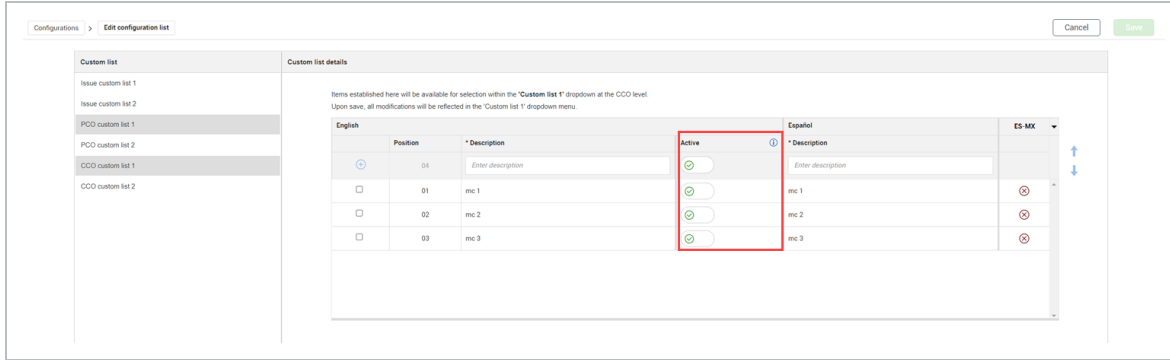 Configurations > Edit configuration list
Cancel
Save
Custom list
Custom list details
Issue custom list 1
Issue custom list 2
PCO custom list 1
PCO custom list 2
CCO custom list 1
CCO custom list 2
Items established here will be available for selection within the "Custom list 1" dropdown at the CCO level.
Upon save, all modifications will be reflected in the 'Custom list 1' dropdown menu.
English Español ES-MX
Position * Description Active * Description
04 Enter description Enter description
01 mc 1 mc 1
02 mc 2 mc 2
03 mc 3 mc 3